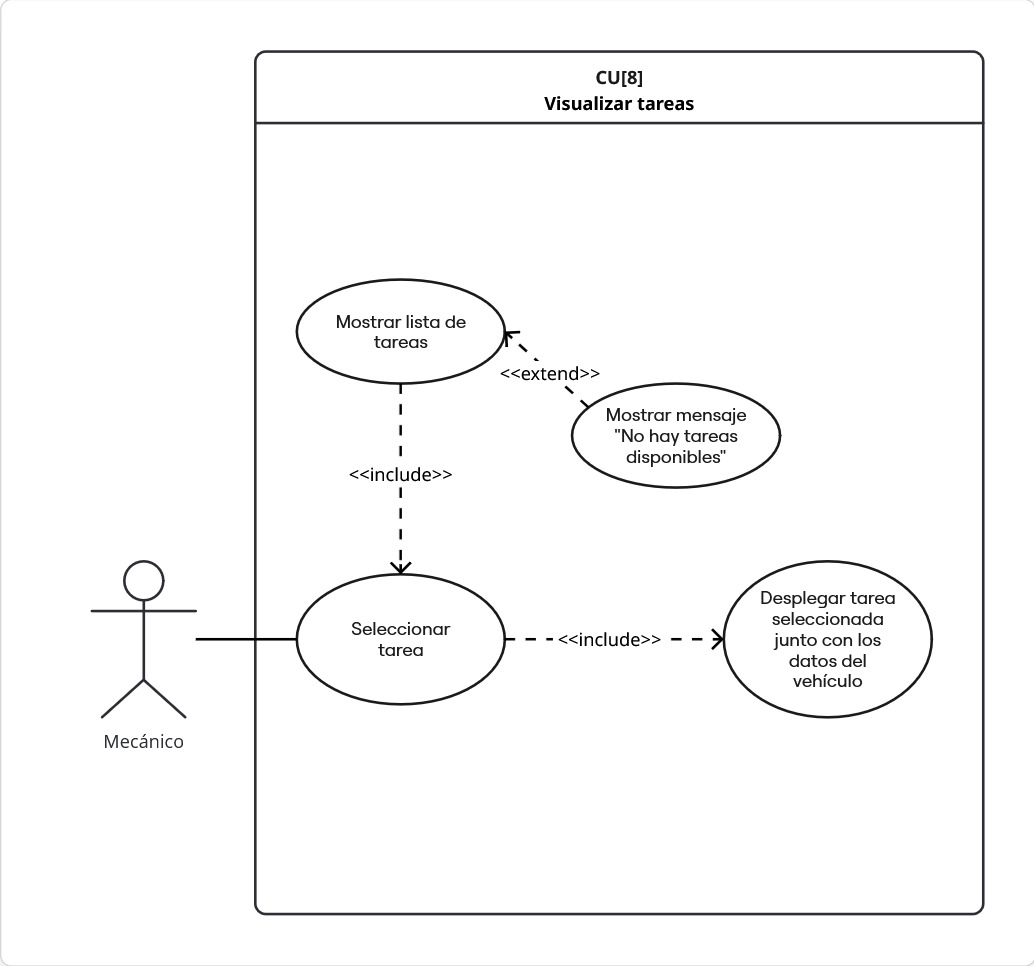 CU[8]
Visualizar tareas
Mostrar lista de
tareas
<<extend>>
Mostrar mensaje
"No hay tareas
disponibles"
<<include>>
Seleccionar
tarea
<<include>>
Desplegar tarea
seleccionada
junto con los
datos del
vehículo
Mecánico